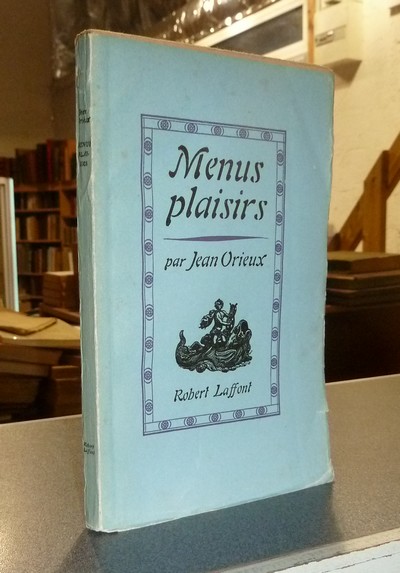 Menus
plaisirs
par Jean Orieux
Robert Laffont